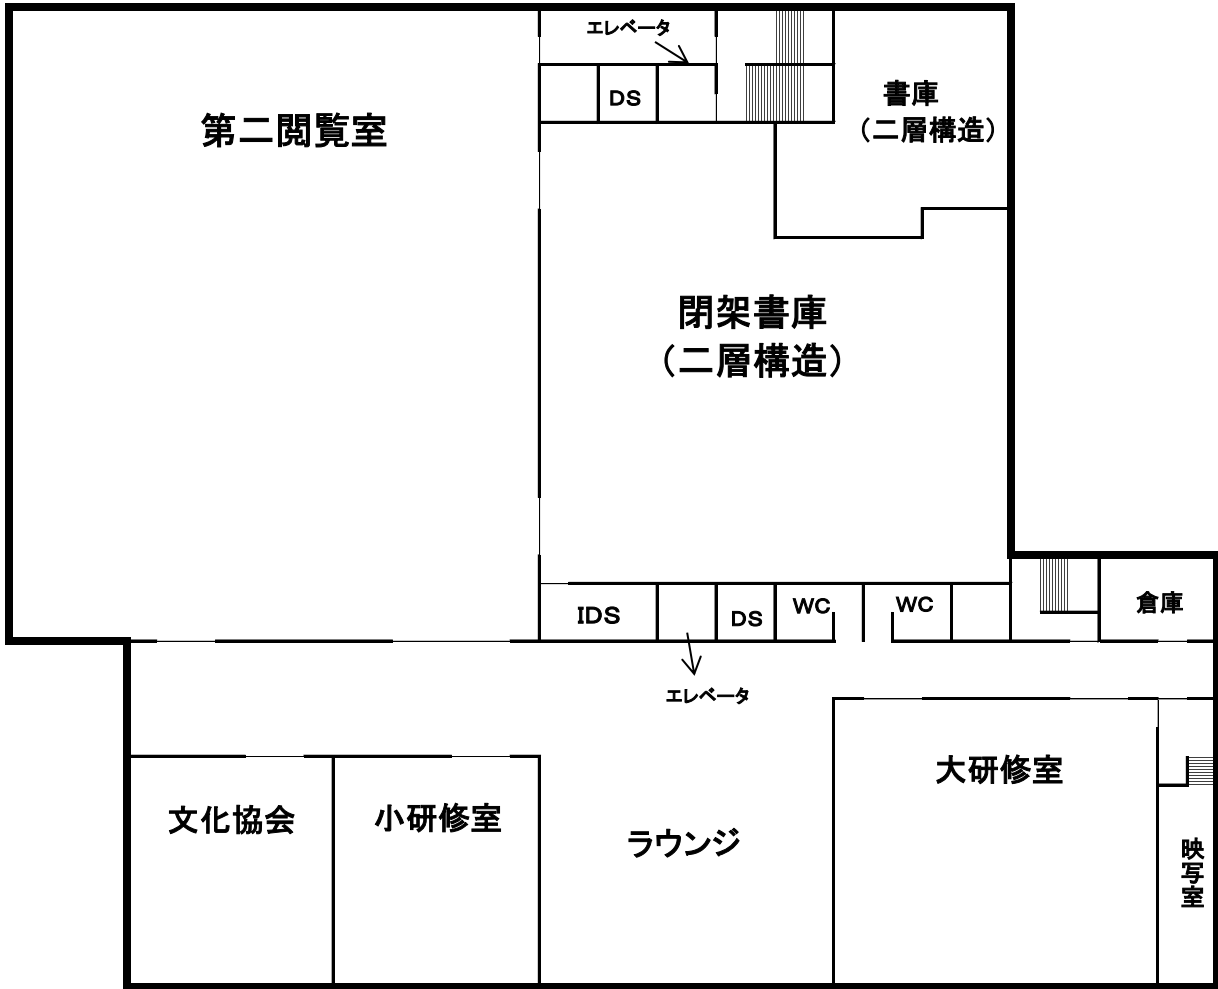 エレベータ
DS
書庫
(二層構造)
第二閲覧室
閉架書庫
(二層構造)
IDS
DS
WC
WC
倉庫
エレベータ
大研修室
文化協会
小研修室
ラウンジ
映写室